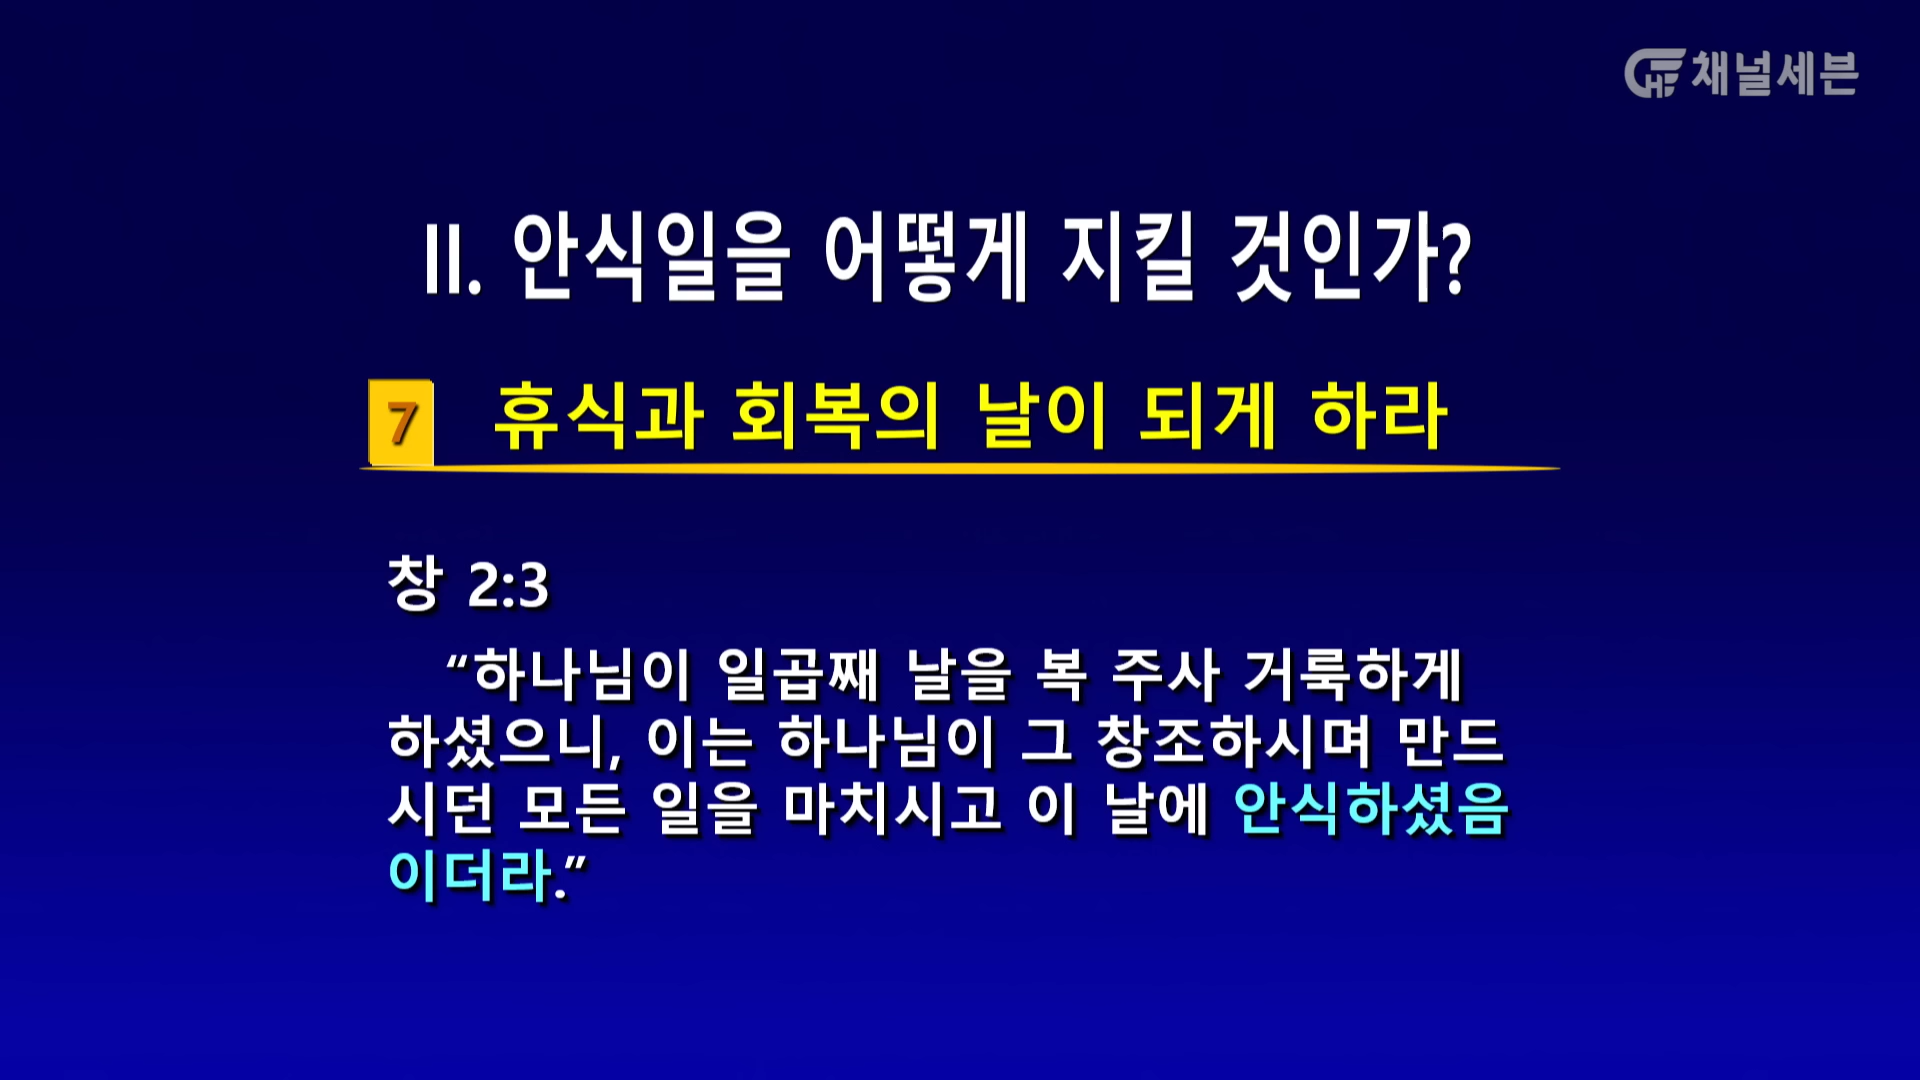 채널세븐
II. 안식일을 어떻게 지킬 것인가?
7 휴식과 회복의 날이 되게 하라
창 2:3
“하나님이 일곱째 날을 복 주사 거룩하게
하셨으니, 이는 하나님이 그 창조하시며 만드
시던 모든 일을 마치시고 이 날에 안식하셨음
이더라.”